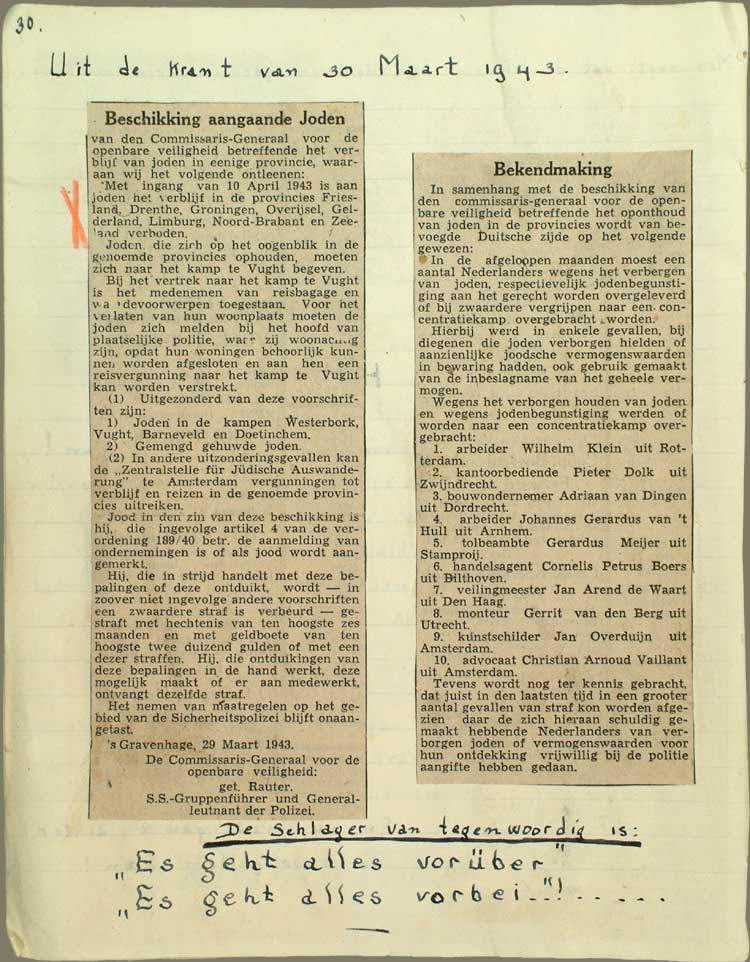 30.
Uit de Krant van 30 Maart 1943.
Beschikking aangaande Joden
van den Commissaris-Generaal voor de
openbare veiligheid betreffende het ver-
blijf van joden in eenige provincie, waar-
aan wij het volgende ontleenen:
"Met ingang van 10 April 1943 is aan
joden het verblijf in de provincies Fries-
land, Drenthe, Groningen, Overijsel, Gel-
derland, Limburg, Noord-Brabant en Zee-
land verboden.
Joden, die zich op het oogenblik in de
genoemde provincies ophouden, moeten
zich naar het kamp te Vught begeven.
Bij het vertrek naar het kamp te Vught
is het medenemen van reisbagage en
waardevoorwerpen toegestaan. Voor het
verlaten van hun woonplaats moeten de
joden zich melden bij het hoofd van
plaatselijke politie, waar zij woonachtig
zijn, opdat hun woningen behoorlijk kun-
nen worden afgesloten en aan hen een
reisvergunning naar het kamp te Vught
kan worden verstrekt.
(1) Uitgezonderd van deze voorschrif-
ten zijn:
1) Joden in de kampen Westerbork,
Vught, Barneveld en Doetinchem.
2) Gemengd gehuwde joden.
(2) In andere uitzonderingsgevallen kan
de „Zentralstelle für Jüdische Auswande-
rung" te Amsterdam vergunningen tot
verblijf en reizen in de genoemde provin-
cies uitreiken.
Jood in den zin van deze beschikking is
hij, die ingevolge artikel 4 van de ver-
ordening 189/40 betr. de aanmelding van
ondernemingen is of als jood wordt aan-
gemerkt.
Hij, die in strijd handelt met deze be-
palingen of deze ontduikt, wordt — in
zoover niet ingevolge andere voorschriften
een zwaardere straf is verbeurd — ge-
straft met hechtenis van ten hoogste zes
maanden en met geldboete van ten
hoogste twee duizend gulden of met een
dezer straffen. Hij, die ontduikingen van
deze bepalingen in de hand werkt, deze
mogelijk maakt of er aan medewerkt,
ontvangt dezelfde straf.
Het nemen van maatregelen op het ge-
bied van de Sicherheitspolizei blijft onaan-
getast.
's Gravenhage, 29 Maart 1943.
De Commissaris-Generaal voor de
openbare veiligheid:
get. Rauter.
S.S.-Gruppenführer und General-
leutnant der Polizei.
Bekendmaking
In samenhang met de beschikking van
den commissaris-generaal voor de open-
bare veiligheid betreffende het oponthoud
van joden in de provincies wordt van be-
voegde Duitsche zijde op het volgende
gewezen:
In de afgeloopen maanden moest een
aantal Nederlanders wegens het verbergen
van joden, respectievelijk jodenbegunsti-
ging aan het gerecht worden overgeleverd
of bij zwaardere vergrijpen naar een con-
centratiekamp overgebracht worden.
Hierbij werd in enkele gevallen, bij
diegenen die joden verborgen hielden of
aanzienlijke joodsche vermogenswaarden
in bewaring hadden, ook gebruik gemaakt
van de inbeslagname van het geheele ver-
mogen.
Wegens het verborgen houden van joden
en wegens jodenbegunstiging werden of
worden naar een concentratiekamp over-
gebracht:
1. arbeider Wilhelm Klein uit Rot-
terdam.
2. kantoorbediende Pieter Dolk uit
Zwijndrecht.
3. bouwondernemer Adriaan van Dingen
uit Dordrecht.
4. arbeider Johannes Gerardus van 't
Hull uit Arnhem.
5. tolbeambte Gerardus Meijer uit
Stamproij.
6. handelsagent Cornelis Petrus Boers
uit Bilthoven.
7. veilingmeester Jan Arend de Waart
uit Den Haag.
8. monteur Gerrit van den Berg uit
Utrecht.
9. kunstschilder Jan Overduijn uit
Amsterdam.
10. advocaat Christian Arnoud Vaillant
uit Amsterdam.
Tevens wordt nog ter kennis gebracht,
dat juist in den laatsten tijd in een grooter
aantal gevallen van straf kon worden afge-
zien daar de zich hieraan schuldig ge-
maakt hebbende Nederlanders van ver-
borgen joden of vermogenswaarden voor
hun ontdekking vrijwillig bij de politie
aangifte hebben gedaan.
De Schlager van tegenwoordig is:
„Es geht alles vorüber"
„Es geht alles vorbei"!.....